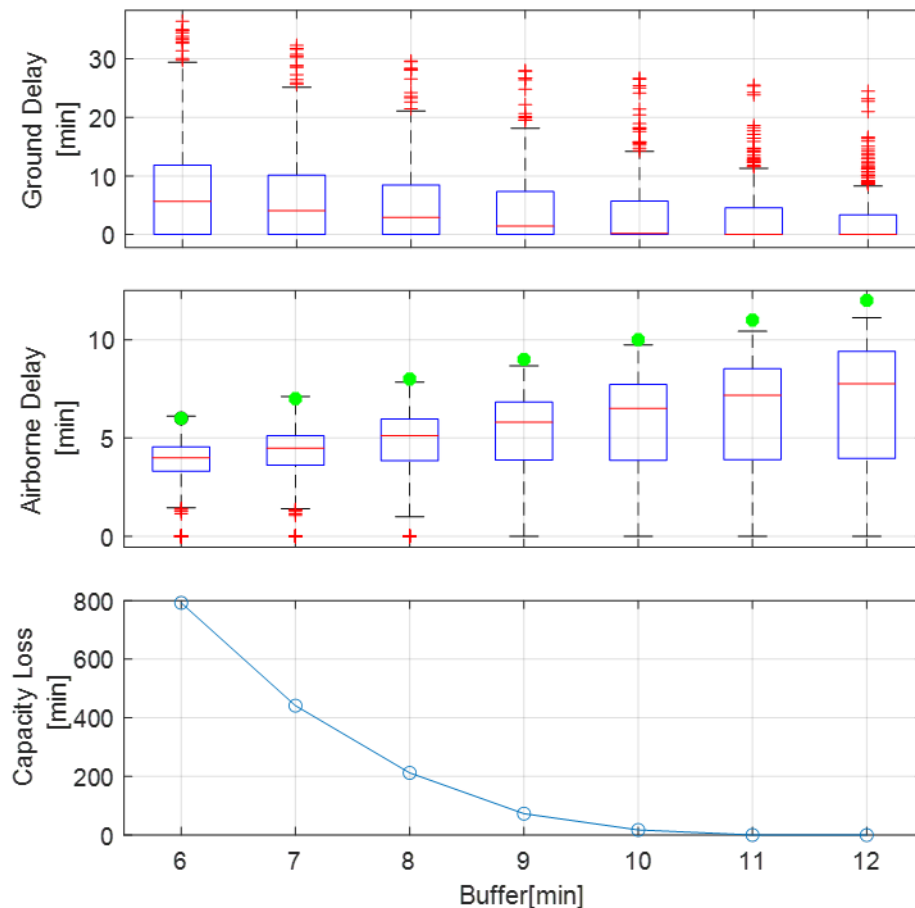 Ground Delay
[min]
30
20
10
0
Airborne Delay
[min]
10
5
0
Capacity Loss
[min]
800
600
400
200
0
6 7 8 9 10 11 12
Buffer[min]